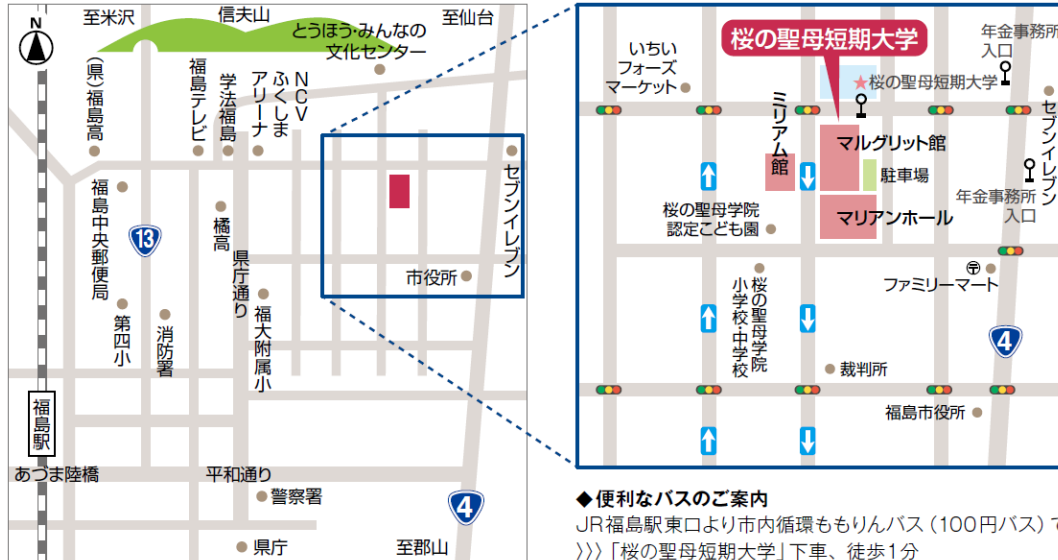 至米沢
信夫山
至仙台
N
とうほう・みんなの
文化センター
(県)福島高
福島テレビ
学法福島
NCV
ふくしま
アリーナ
セブンイレブン
福島中央郵便局
13
橘高
県庁通り
市役所
第四小
消防署
福大附属小
福島駅
あづま陸橋
平和通り
警察署
4
県庁
至郡山
桜の聖母短期大学
年金事務所
入口
いちい
フォーズ
マーケット
★桜の聖母短期大学
セブンイレブン
ミリアム館
マルグリット館
駐車場
年金事務所
入口
桜の聖母学院
認定こども園
マリアンホール
桜の聖母学院
小学校・中学校
〒
ファミリーマート
4
裁判所
福島市役所
◆便利なバスのご案内
JR福島駅東口より市内循環ももりんバス(100円バス)で
〉〉〉「桜の聖母短期大学」下車、徒歩1分